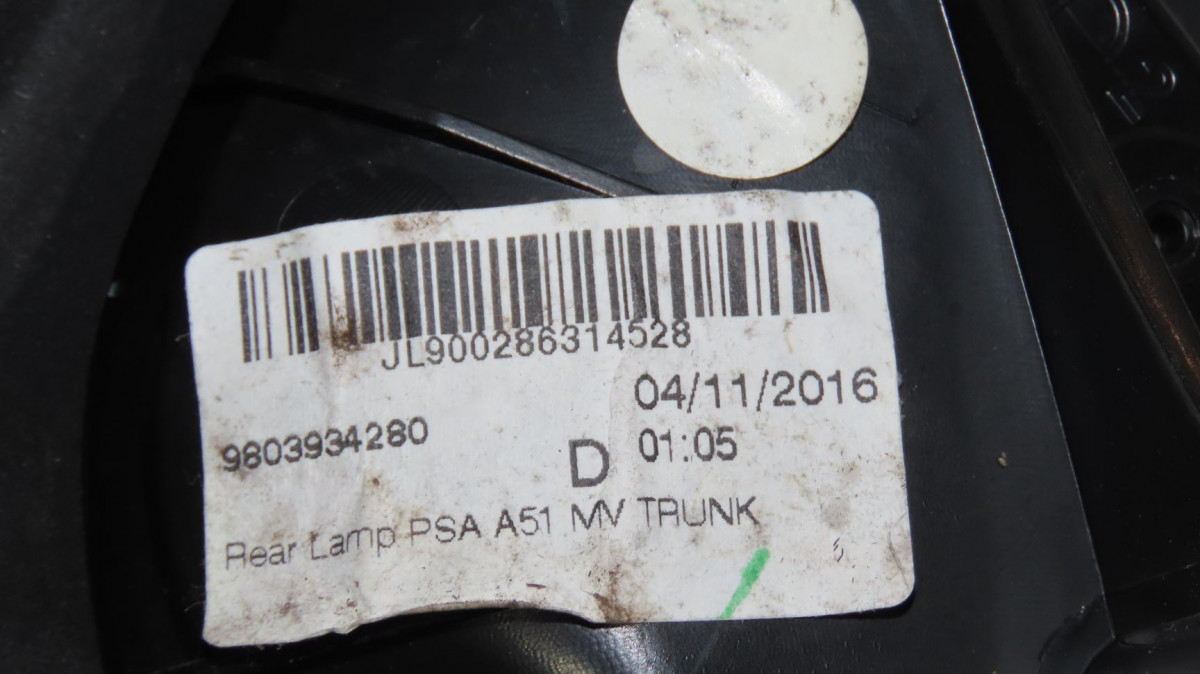 JL900286314528
04/11/2016
9803934280
D 01:05
Rear Lamp PSA A51 MV TRUNK